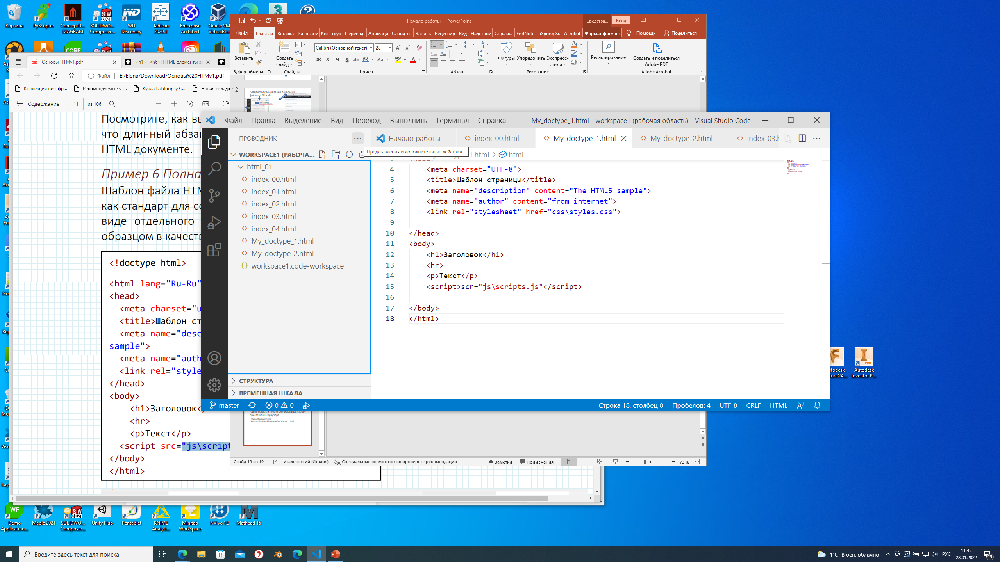 Корзина
PyScripter
ConceptD... DIAGRAM
SOLIDWO... Composer...
WD Discovery
Tableau 2020.1
Enterprise Architect
Oracle VM VirtualBox
Начало работы - PowerPoint
Средства...
Вход
Файл Главная Вставка Рисовани Конструк Переходы Анимаци Слайд-ш Запись Рецензир Вид Надстрой Справка EndNote iSpring Su Acrobat Формат фигуры Помощь Поделиться
Вставить
Создать слайд
Calibri (Основной текст) 28
Фигуры Упорядочить Экспресс-стили
Редактирование
Создать и поделиться Adobe PDF
Буфер обмена Слайды Шрифт Абзац Рисование Adobe Acrobat
12
Алгоритм дублирования локальных файлов в GitHub
Основы HTMv1.pdf
<h1>–<h6>: HTML-элементы за
Файл E:/Elena/Download/Основы%20HTMv1.pdf
Коллекция веб-фр... Рекомендуемые уз... Кукла Lalaloopsy C... Новая вкладк
Содержание 11 из 106
Посмотрите, как вы
что длинный абза
HTML документе.
Пример 6 Полна
Шаблон файла HTM
как стандарт для со
виде отдельного
образцом в качеств
<!doctype html>
<html lang="Ru-Ru"
<head>
<meta charset="u
<title>Шаблон ст
<meta name="desc
sample">
<meta name="auth
<link rel="style
</head>
<body>
<h1>Заголовок<
<hr>
<p>Текст</p>
<script src="js\script
</body>
</html>
Файл Правка Выделение Вид Переход Выполнить Терминал Справка
My_doctype_1.html - workspace1 (рабочая область) - Visual Studio Code
ПРОВОДНИК
Начало работы
index_00.html
My_doctype_1.html
My_doctype_2.html
index_03.h
Представления и дополнительные действия...
WORKSPACE1 (РАБОЧА...
My_doctype_1.html > html
html_01
index_00.html
index_01.html
index_02.html
index_03.html
index_04.html
My_doctype_1.html
My_doctype_2.html
workspace1.code-workspace
СТРУКТУРА
ВРЕМЕННАЯ ШКАЛА
4 <meta charset="UTF-8">
5 <title>Шаблон страницы</title>
6 <meta name="description" content="The HTML5 sample">
7 <meta name="author" content="from internet">
8 <link rel="stylesheet" href="css\styles.css">
9
10 </head>
11 <body>
12 <h1>Заголовок</h1>
13 <hr>
14 <p>Текст</p>
15 <script>scr="js\scripts.js"</script>
16
17 </body>
18 </html>
master 0 0
Строка 18, столбец 8 Пробелов: 4 UTF-8 CRLF HTML
Адрес, который нужно скопировать в строку приглашения браузера
Слайд 19 из 19 итальянский (Италия) Специальные возможности: проверьте рекомендации Заметки Примечания 73 %
Autodesk Inventor P...
Demo Application...
Maple 2021
SOLIDWO... Composer...
Unity Hub
Pentablet
KNIME Analyti...
Minitab Workspace
NVivo 12
Mathcad 15
Введите здесь текст для поиска
1°C В осн. облачно
РУС
11:45
28.01.2022
19